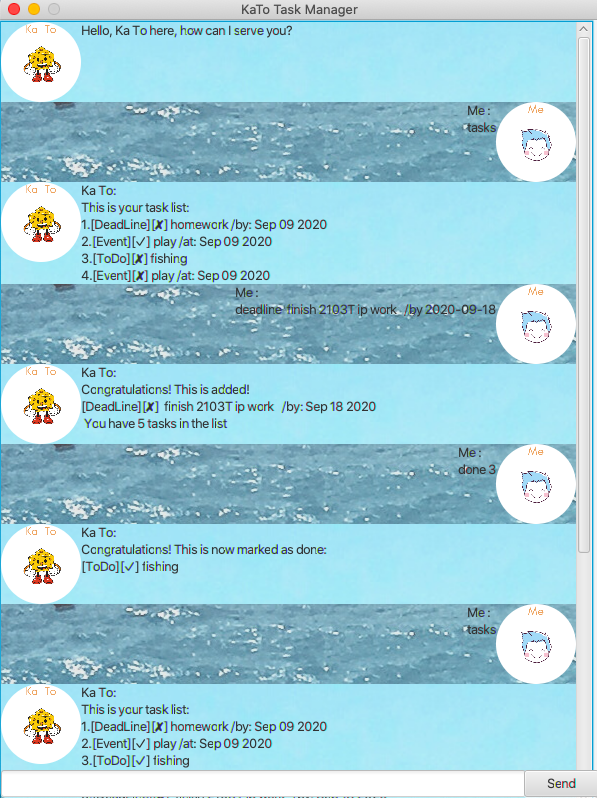 KaTo Task Manager
Ka To
Hello, Ka To here, how can I serve you?
Me :
tasks
Me
Ka To
Ka To:
This is your task list:
1.[DeadLine][✘] homework /by: Sep 09 2020
2.[Event][✓] play /at: Sep 09 2020
3.[ToDo][✘] fishing
4.[Event][✘] play /at: Sep 09 2020
Me :
deadline finish 2103T ip work /by 2020-09-18
Me
Ka To
Ka To:
Congratulations! This is added!
[DeadLine][✘] finish 2103T ip work /by: Sep 18 2020
You have 5 tasks in the list
Me :
done 3
Me
Ka To
Ka To:
Congratulations! This is now marked as done:
[ToDo][✓] fishing
Me :
tasks
Me
Ka To
Ka To:
This is your task list:
1.[DeadLine][✘] homework /by: Sep 09 2020
2.[Event][✓] play /at: Sep 09 2020
3.[ToDo][✓] fishing
Send